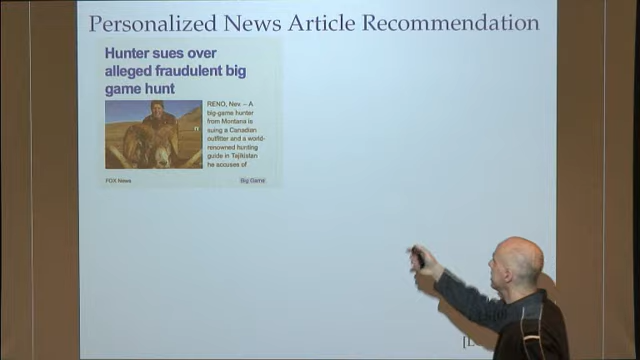 Personalized News Article Recommendation
Hunter sues over
alleged fraudulent big
game hunt
RENO, Nev. – A
big-game hunter
from Montana is
suing a Canadian
outfitter and a world-
renowned hunting
guide in Tajikistan
he accuses of
FOX News
Big Game